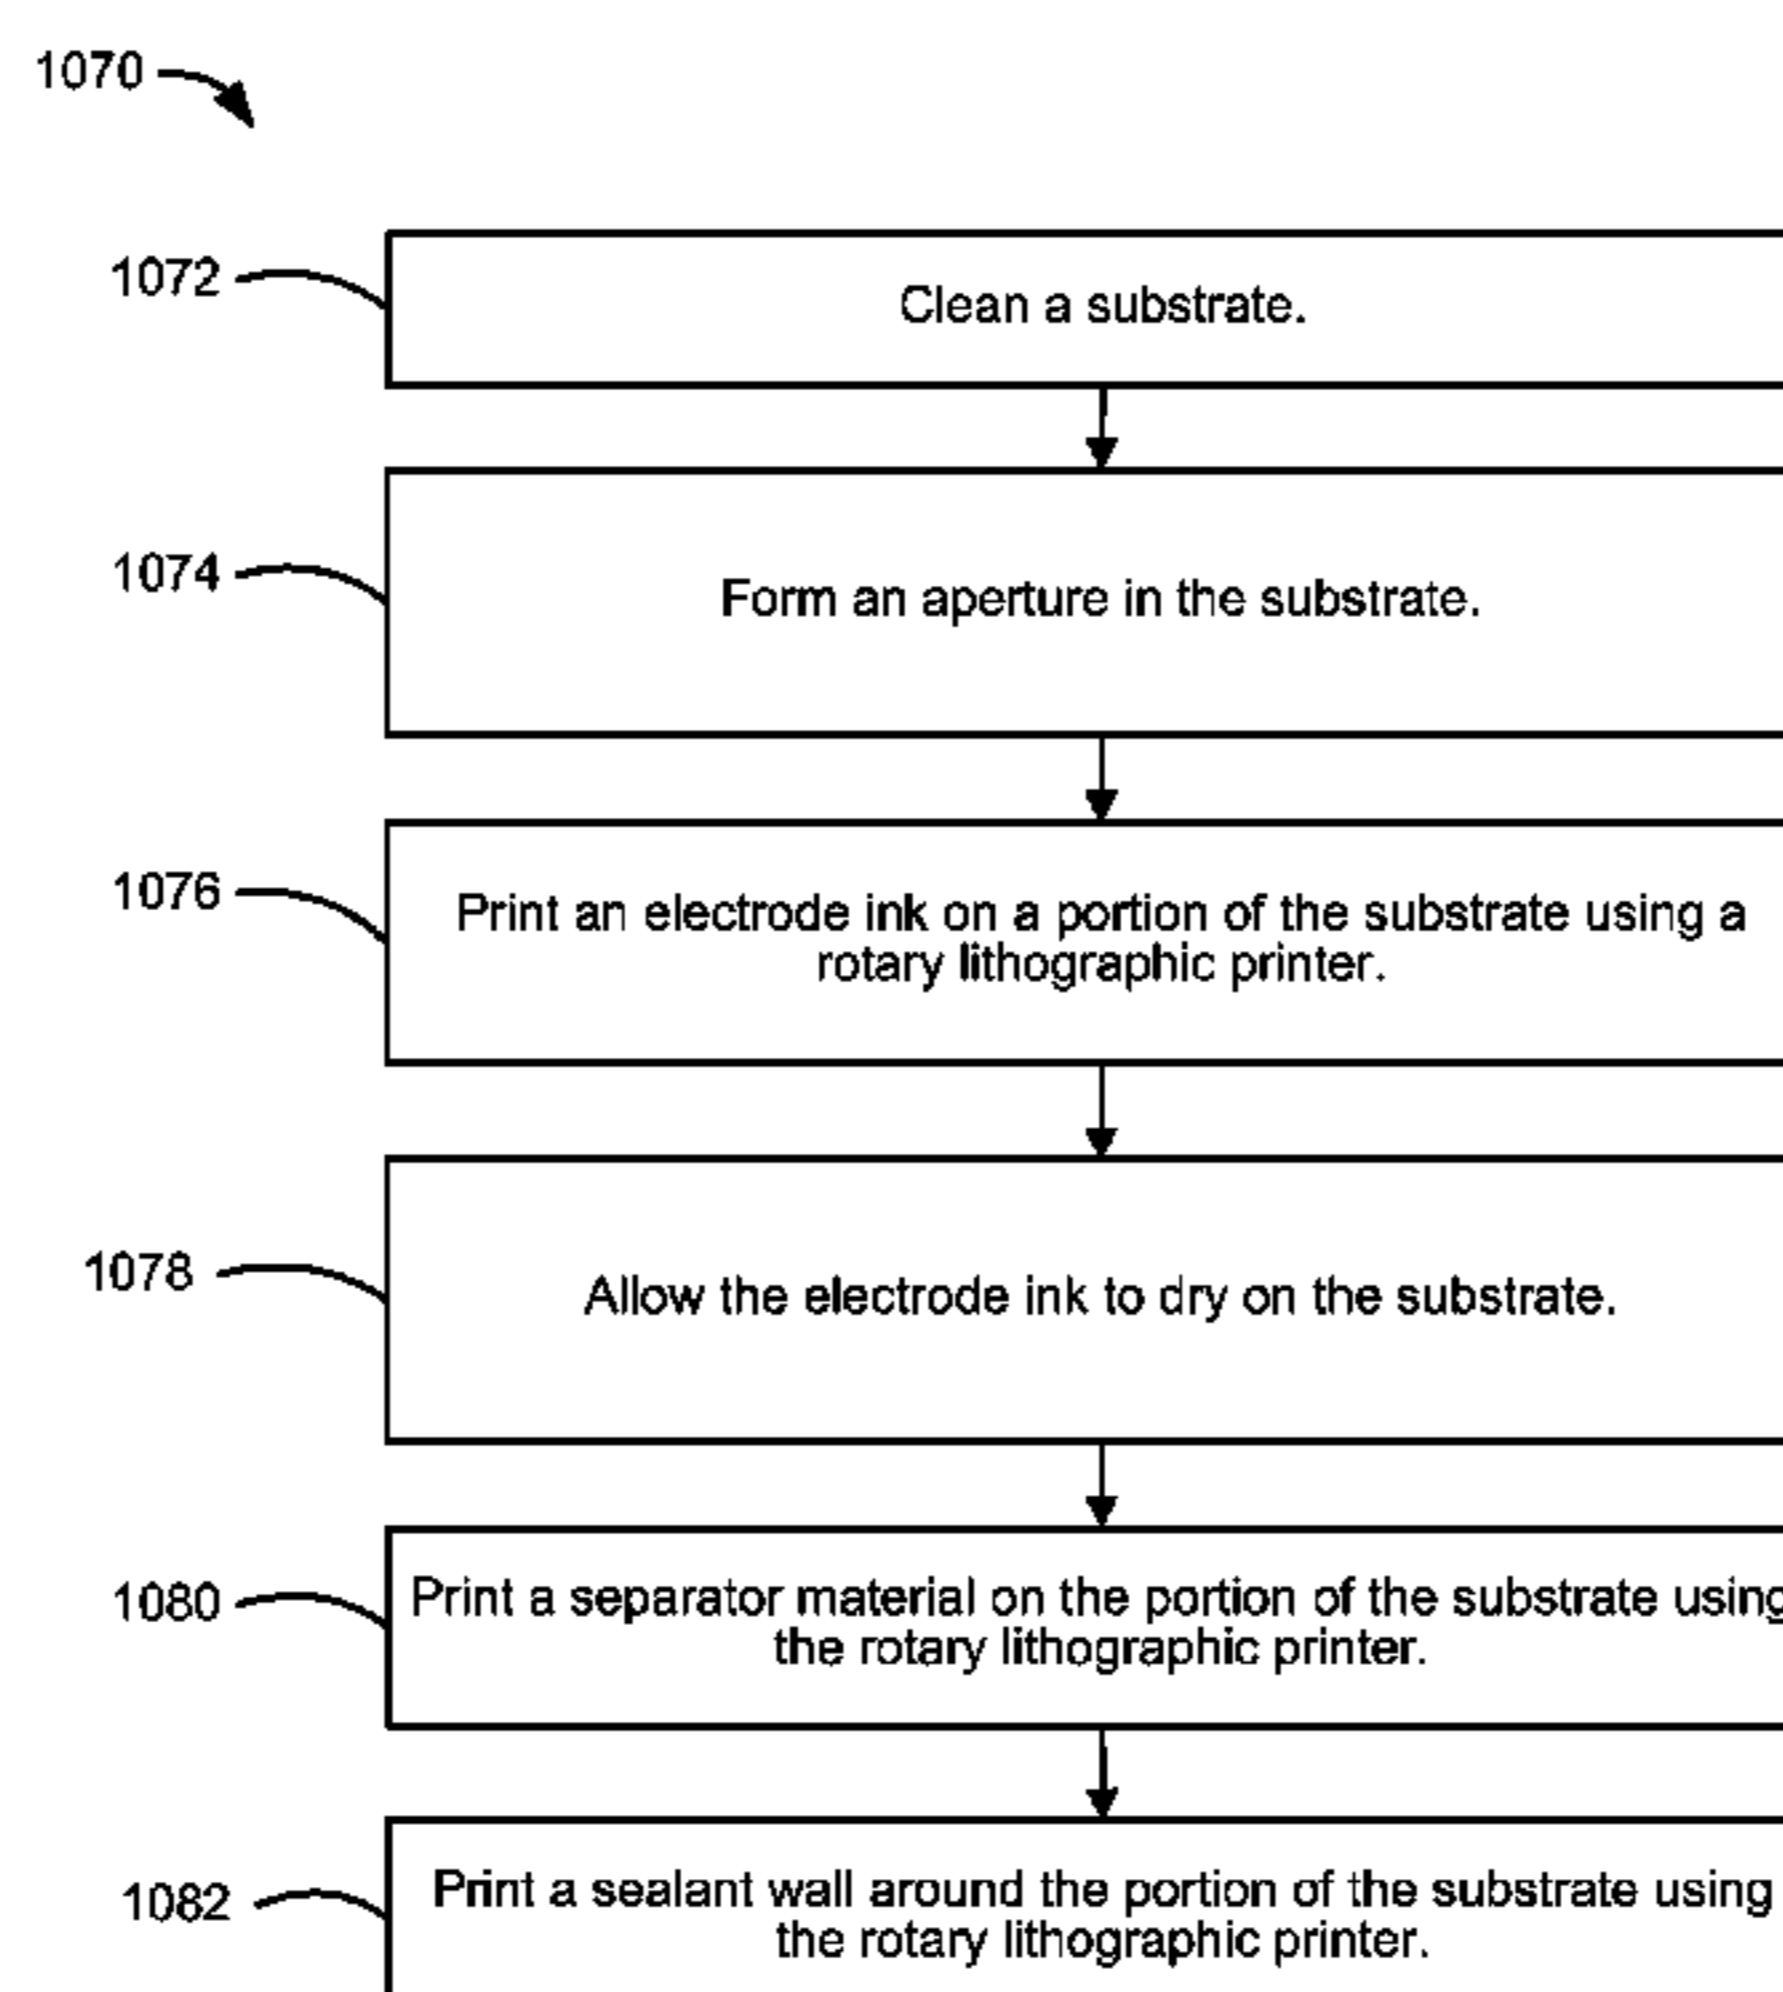 1070
1072
Clean a substrate.
1074
Form an aperture in the substrate.
1076
Print an electrode ink on a portion of the substrate using a
rotary lithographic printer.
1078
Allow the electrode ink to dry on the substrate.
1080
Print a separator material on the portion of the substrate using
the rotary lithographic printer.
1082
Print a sealant wall around the portion of the substrate using
the rotary lithographic printer.